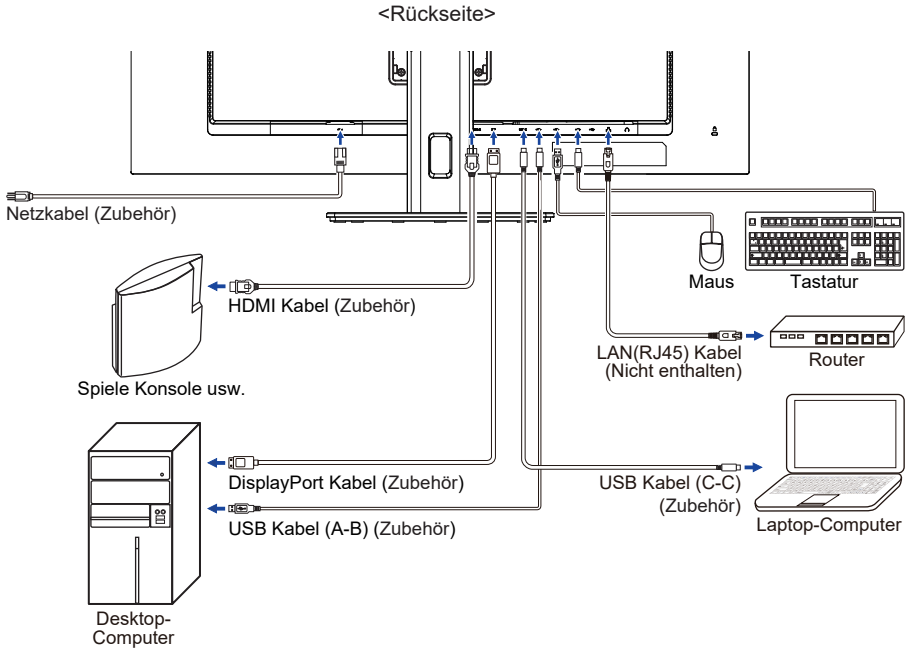 <Rückseite>
Netzkabel (Zubehör)
HDMI Kabel (Zubehör)
Spiele Konsole usw.
Maus
Tastatur
LAN(RJ45) Kabel
(Nicht enthalten)
Router
DisplayPort Kabel (Zubehör)
USB Kabel (A-B) (Zubehör)
USB Kabel (C-C)
(Zubehör)
Laptop-Computer
Desktop-
Computer